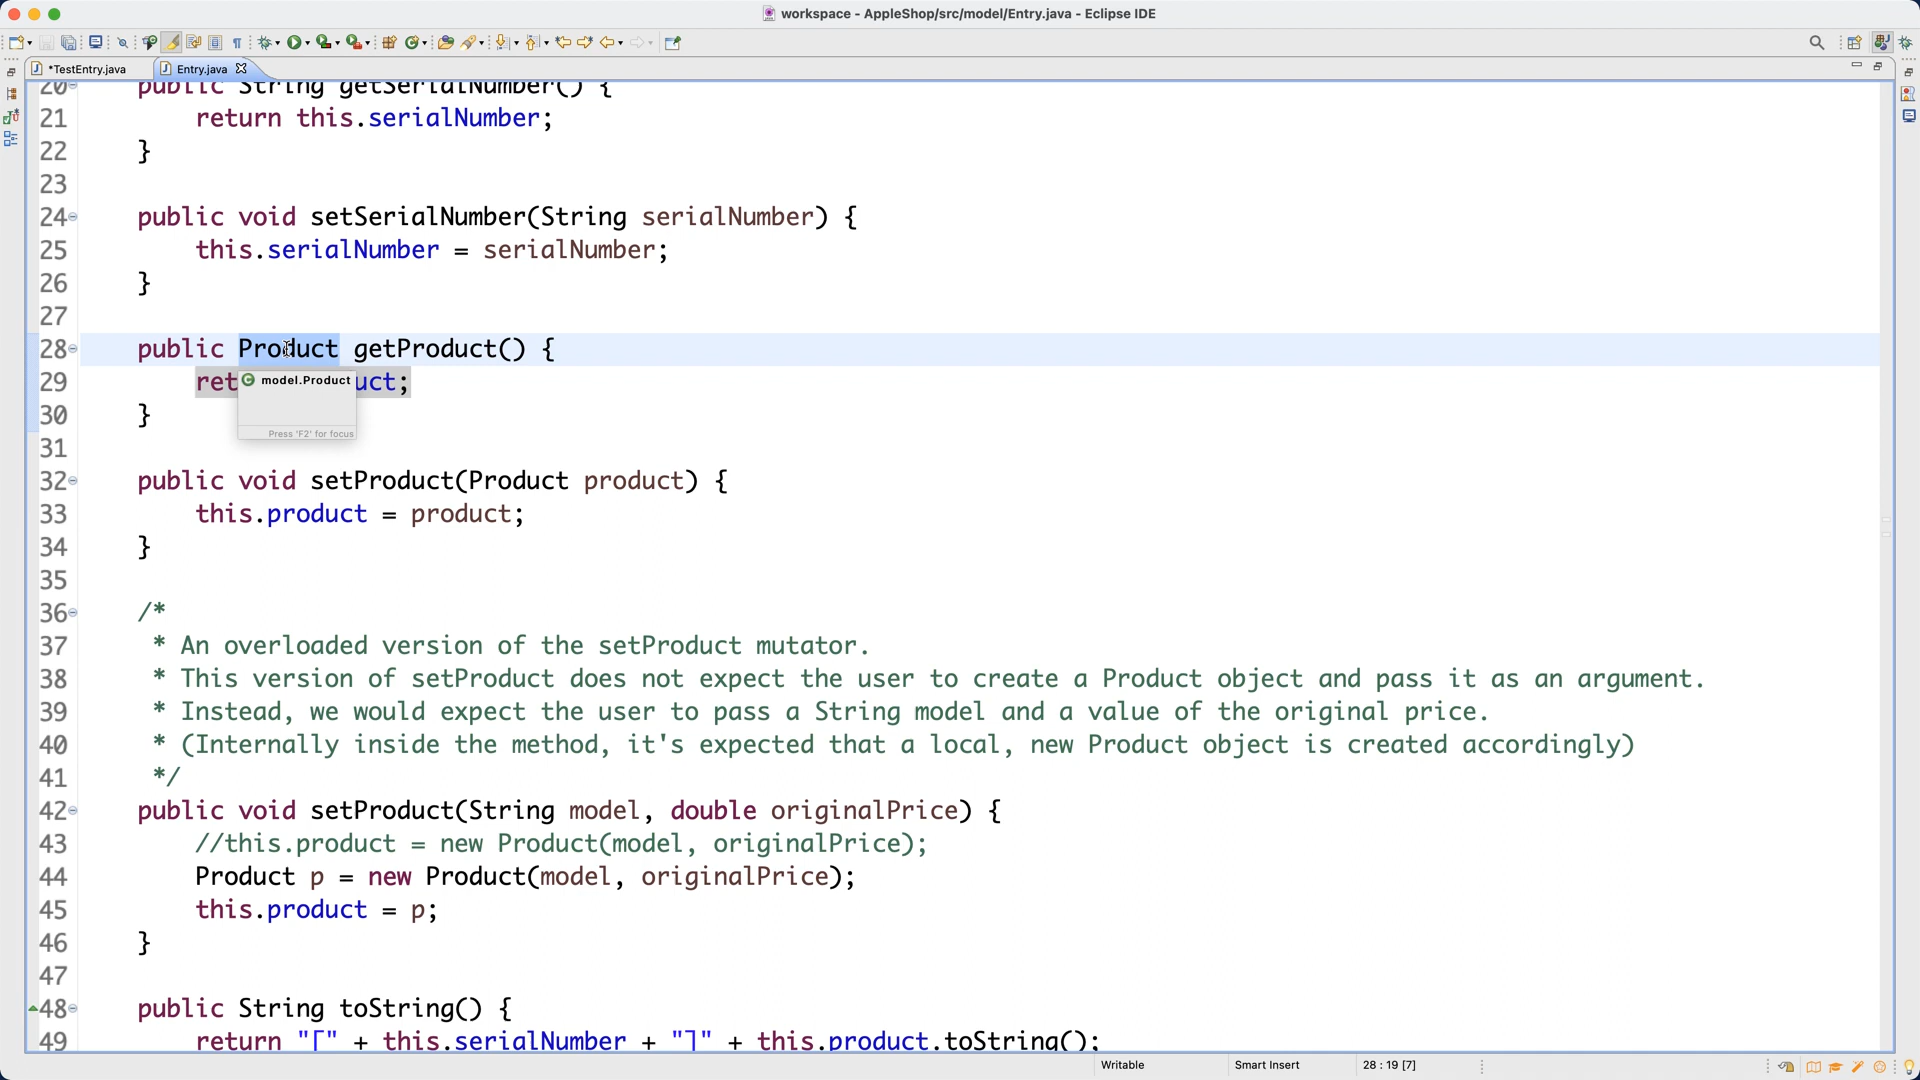 workspace - AppleShop/src/model/Entry.java - Eclipse IDE
*TestEntry.java
Entry.java
20 public String getSerialNumber() {
21 return this.serialNumber;
22 }
23
24 public void setSerialNumber(String serialNumber) {
25 this.serialNumber = serialNumber;
26 }
27
28 public Product getProduct() {
29 ret uct;
model.Product
30 }
Press 'F2' for focus
31
32 public void setProduct(Product product) {
33 this.product = product;
34 }
35
36 /*
37 * An overloaded version of the setProduct mutator.
38 * This version of setProduct does not expect the user to create a Product object and pass it as an argument.
39 * Instead, we would expect the user to pass a String model and a value of the original price.
40 * (Internally inside the method, it's expected that a local, new Product object is created accordingly)
41 */
42 public void setProduct(String model, double originalPrice) {
43 //this.product = new Product(model, originalPrice);
44 Product p = new Product(model, originalPrice);
45 this.product = p;
46 }
47
48 public String toString() {
49 return "[" + this.serialNumber + "]" + this.product.toString();
Writable
Smart Insert
28 : 19 [7]